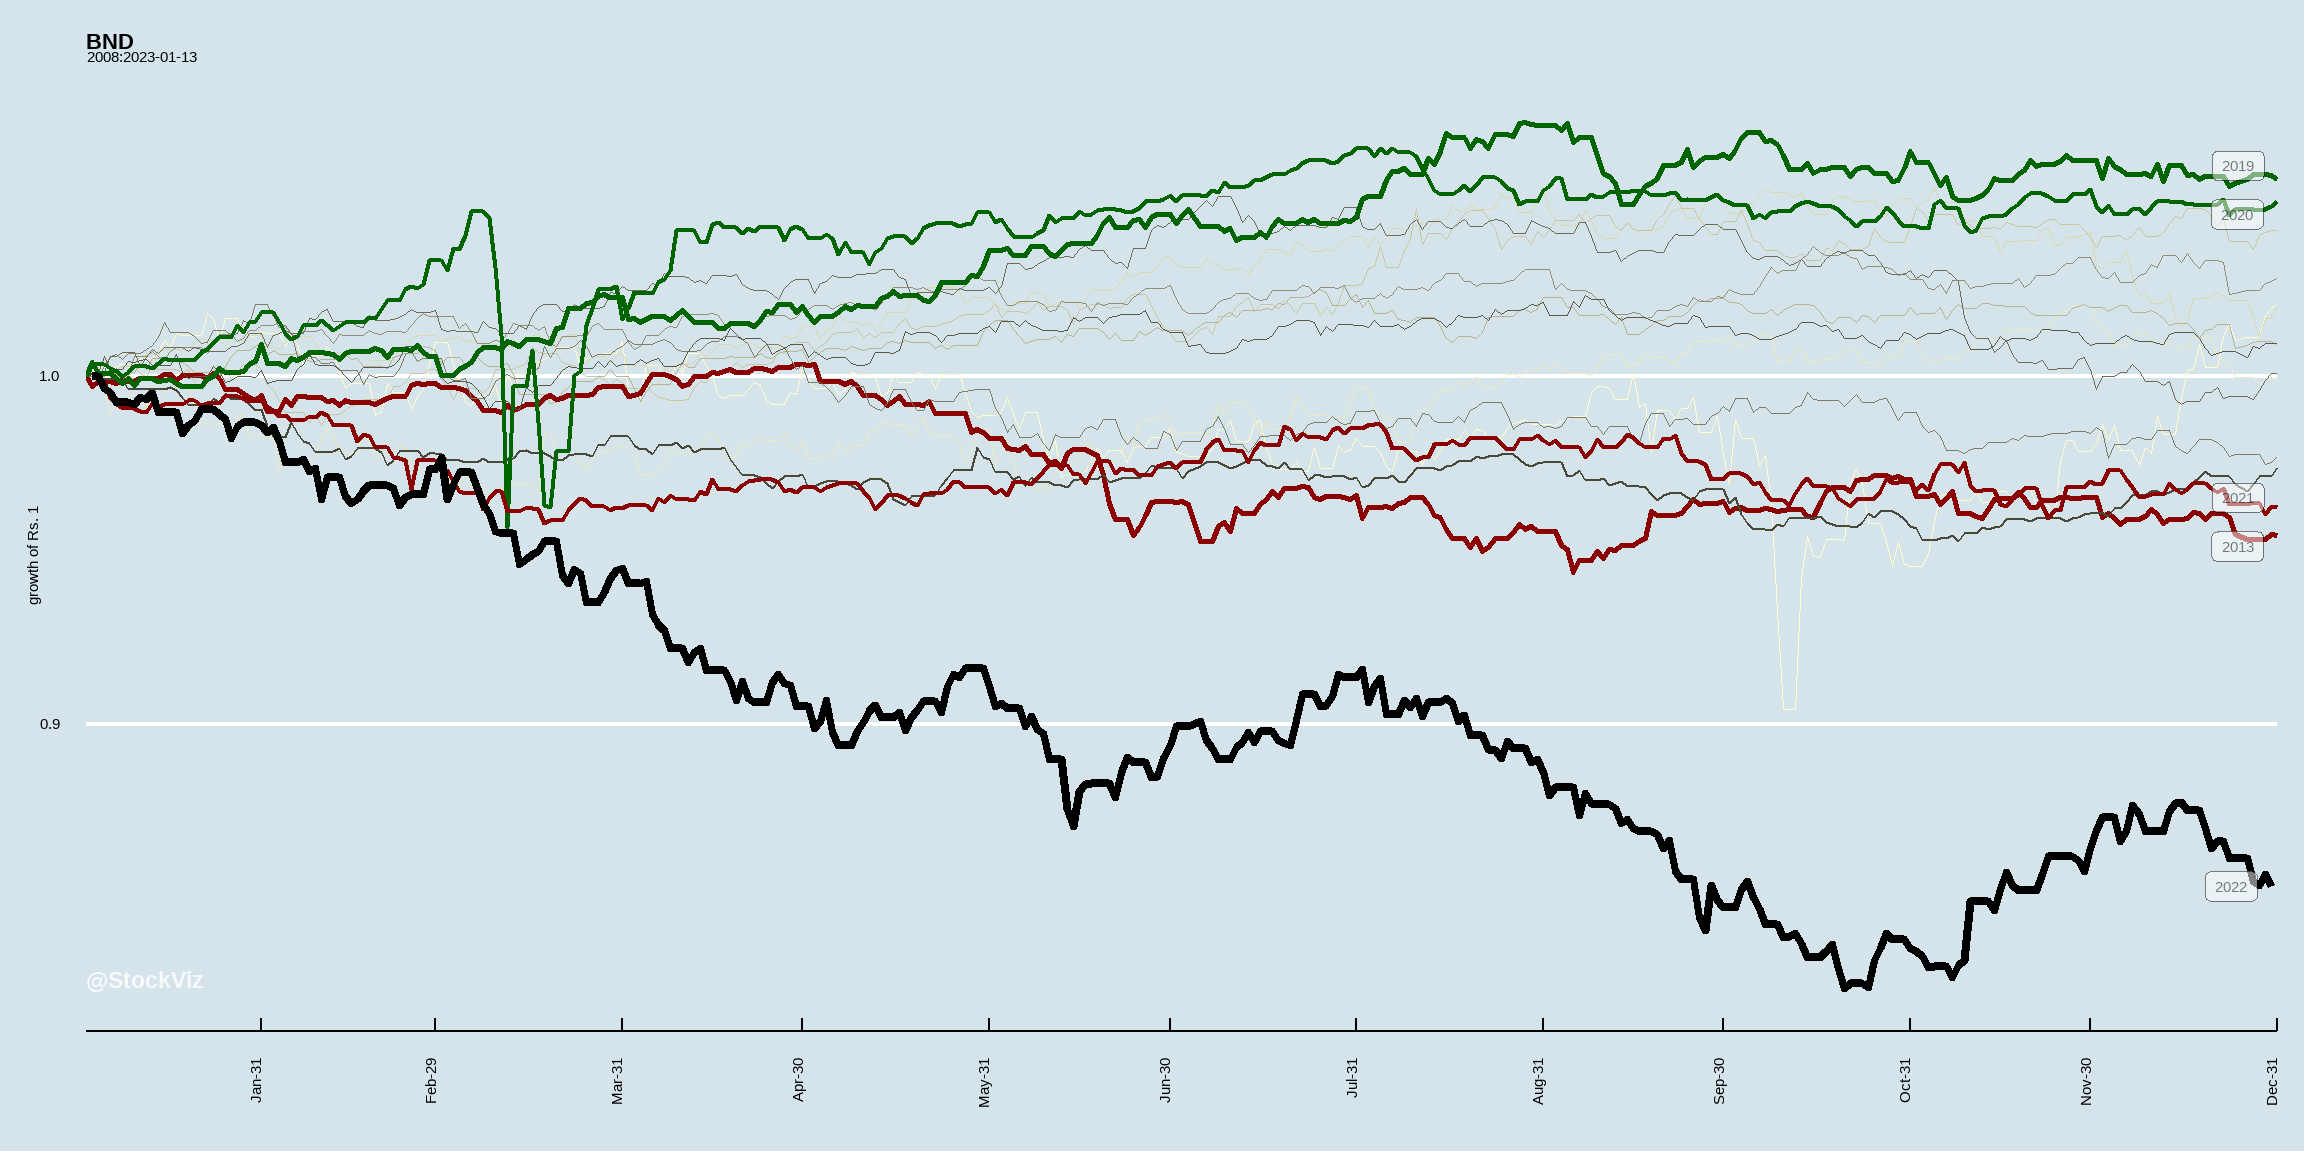 BND
2008:2023-01-13
2019
2020
1.0
2021
growth of Rs. 1
2013
0.9
2022
@StockViz
Jan-31
Feb-29
Mar-31
Apr-30
May-31
Jun-30
Jul-31
Aug-31
Sep-30
Oct-31
Nov-30
Dec-31